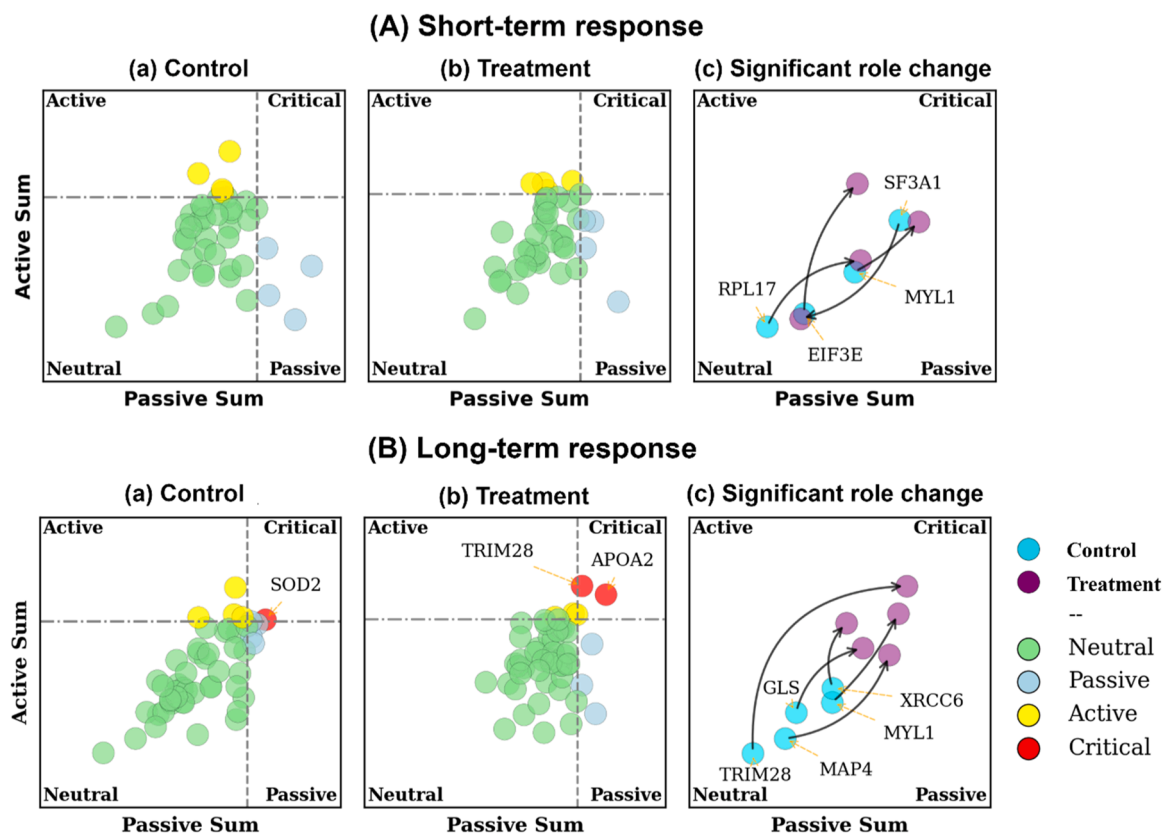 (A) Short-term response
(a) Control
(b) Treatment
(c) Significant role change
Active
Critical
Neutral
Passive
Active Sum
Passive Sum
Active
Critical
Neutral
Passive
Passive Sum
Active
Critical
SF3A1
RPL17
MYL1
EIF3E
Neutral
Passive
Passive Sum
(B) Long-term response
(a) Control
(b) Treatment
(c) Significant role change
Active
Critical
SOD2
Neutral
Passive
Active Sum
Passive Sum
Active
Critical
TRIM28
APOA2
Neutral
Passive
Passive Sum
Active
Critical
GLS
XRCC6
MYL1
MAP4
TRIM28
Neutral
Passive
Passive Sum
Control
Treatment
--
Neutral
Passive
Active
Critical